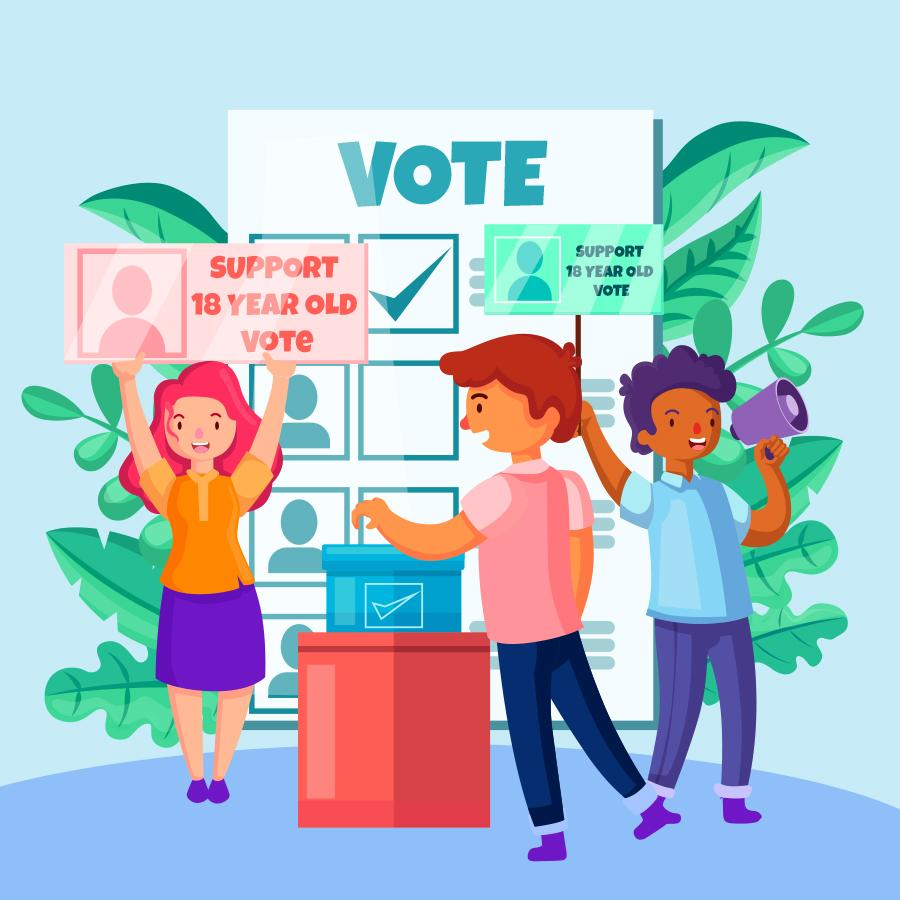 VOTE
SUPPORT
18 YEAR OLD
VOTE
SUPPORT
18 YEAR OLD
VOTE